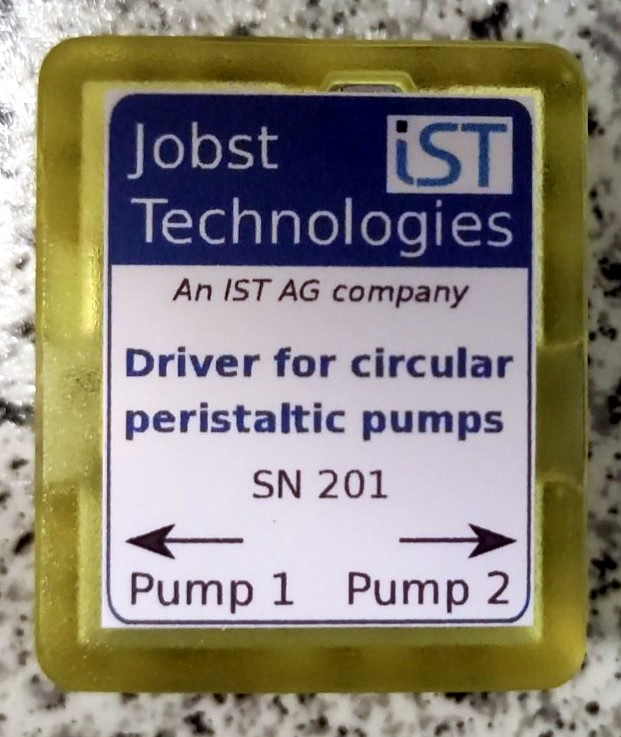 Jobst
iST
Technologies
An IST AG company
Driver for circular
peristaltic pumps
SN 201
Pump 1 Pump 2